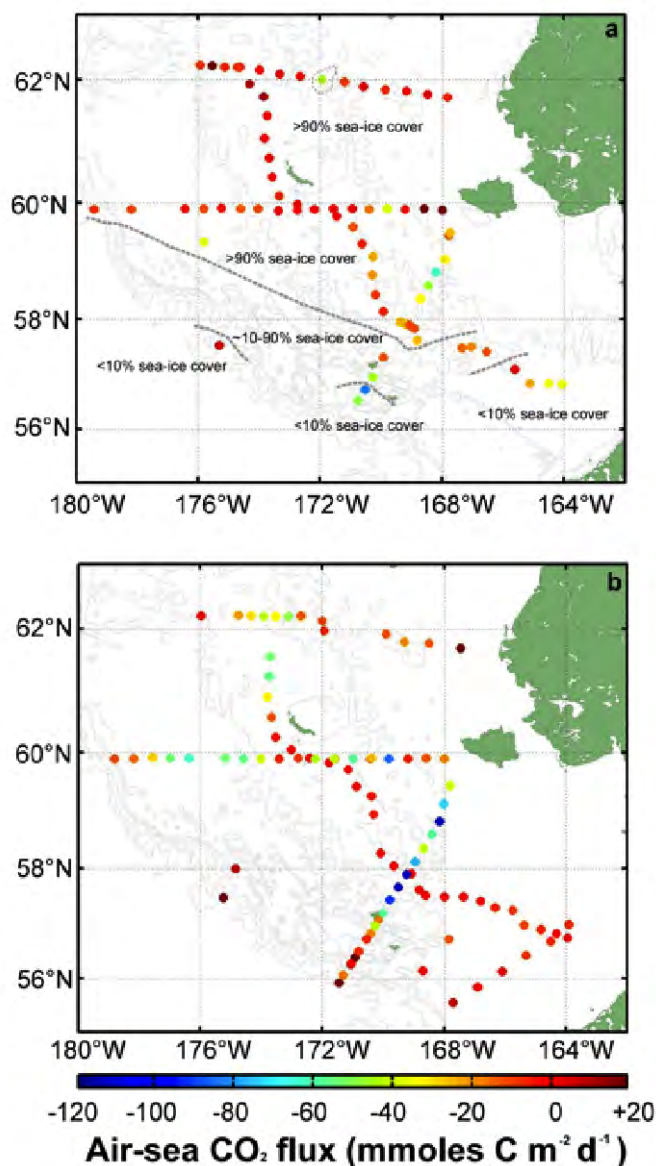 a
62°N
>90% sea-ice cover
60°N
>90% sea-ice cover
58°N
~10-90% sea-ice cover
<10% sea-ice cover
<10% sea-ice cover
<10% sea-ice cover
56°N
180°W 176°W 172°W 168°W 164°W
b
62°N
60°N
58°N
56°N
180°W 176°W 172°W 168°W 164°W
-120 -100 -80 -60 -40 -20 0 +20
Air-sea CO₂ flux (mmoles C m⁻² d⁻¹)